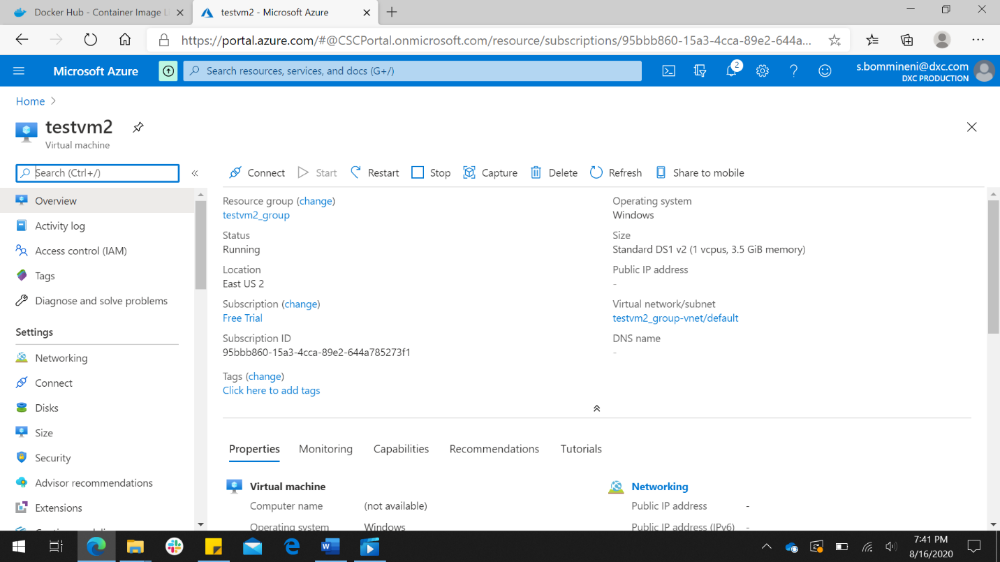 Docker Hub - Container Image L
testvm2 - Microsoft Azure
https://portal.azure.com/#@CSCPortal.onmicrosoft.com/resource/subscriptions/95bbb860-15a3-4cca-89e2-644a...
Microsoft Azure
Search resources, services, and docs (G+/)
2
s.bommineni@dxc.com
DXC PRODUCTION
Home
testvm2
Virtual machine
Search (Ctrl+/)
Connect Start Restart Stop Capture Delete Refresh Share to mobile
Overview
Activity log
Access control (IAM)
Tags
Diagnose and solve problems
Settings
Networking
Connect
Disks
Size
Security
Advisor recommendations
Extensions
Resource group (change)
testvm2_group
Status
Running
Location
East US 2
Subscription (change)
Free Trial
Subscription ID
95bbb860-15a3-4cca-89e2-644a785273f1
Tags (change)
Click here to add tags
Operating system
Windows
Size
Standard DS1 v2 (1 vcpus, 3.5 GiB memory)
Public IP address
-
Virtual network/subnet
testvm2_group-vnet/default
DNS name
-
Properties Monitoring Capabilities Recommendations Tutorials
Virtual machine
Computer name (not available)
Operating system Windows
Networking
Public IP address -
Public IP address (IPv6) -
7:41 PM
8/16/2020